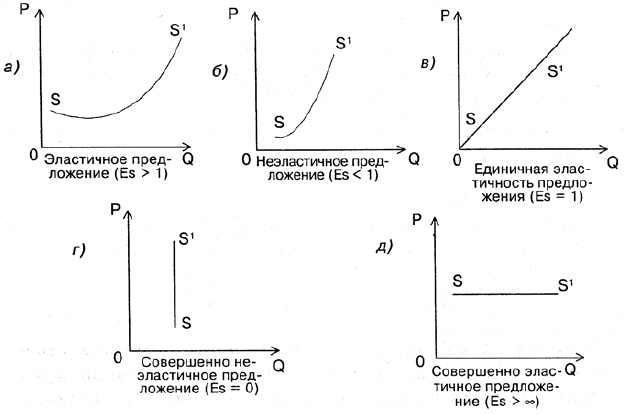 а)
P
S
S¹
0
Q
Эластичное пред-
ложение (Es > 1)
б)
P
S
S¹
0
Q
Неэластичное пред-
ложение (Es < 1)
в)
P
S
S¹
0
Q
Единичная элас-
тичность предло-
жения (Es = 1)
г)
P
S¹
S
0
Q
Совершенно не-
эластичное пред-
ложение (Es = 0)
д)
P
S
S¹
0
Q
Совершенно элас-
тичное предложе-
ние (Es > ∞)